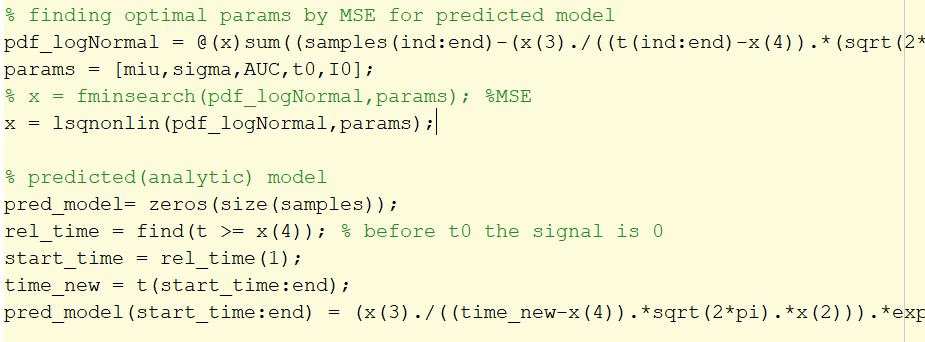 % finding optimal params by MSE for predicted model
pdf_logNormal = @(x)sum((samples(ind:end)-(x(3)./((t(ind:end)-x(4)).*(sqrt(2*
params = [miu,sigma,AUC,t0,I0];
% x = fminsearch(pdf_logNormal,params); %MSE
x = lsqnonlin(pdf_logNormal,params);
% predicted(analytic) model
pred_model= zeros(size(samples));
rel_time = find(t >= x(4)); % before t0 the signal is 0
start_time = rel_time(1);
time_new = t(start_time:end);
pred_model(start_time:end) = (x(3)./((time_new-x(4)).*sqrt(2*pi).*x(2))).*exp